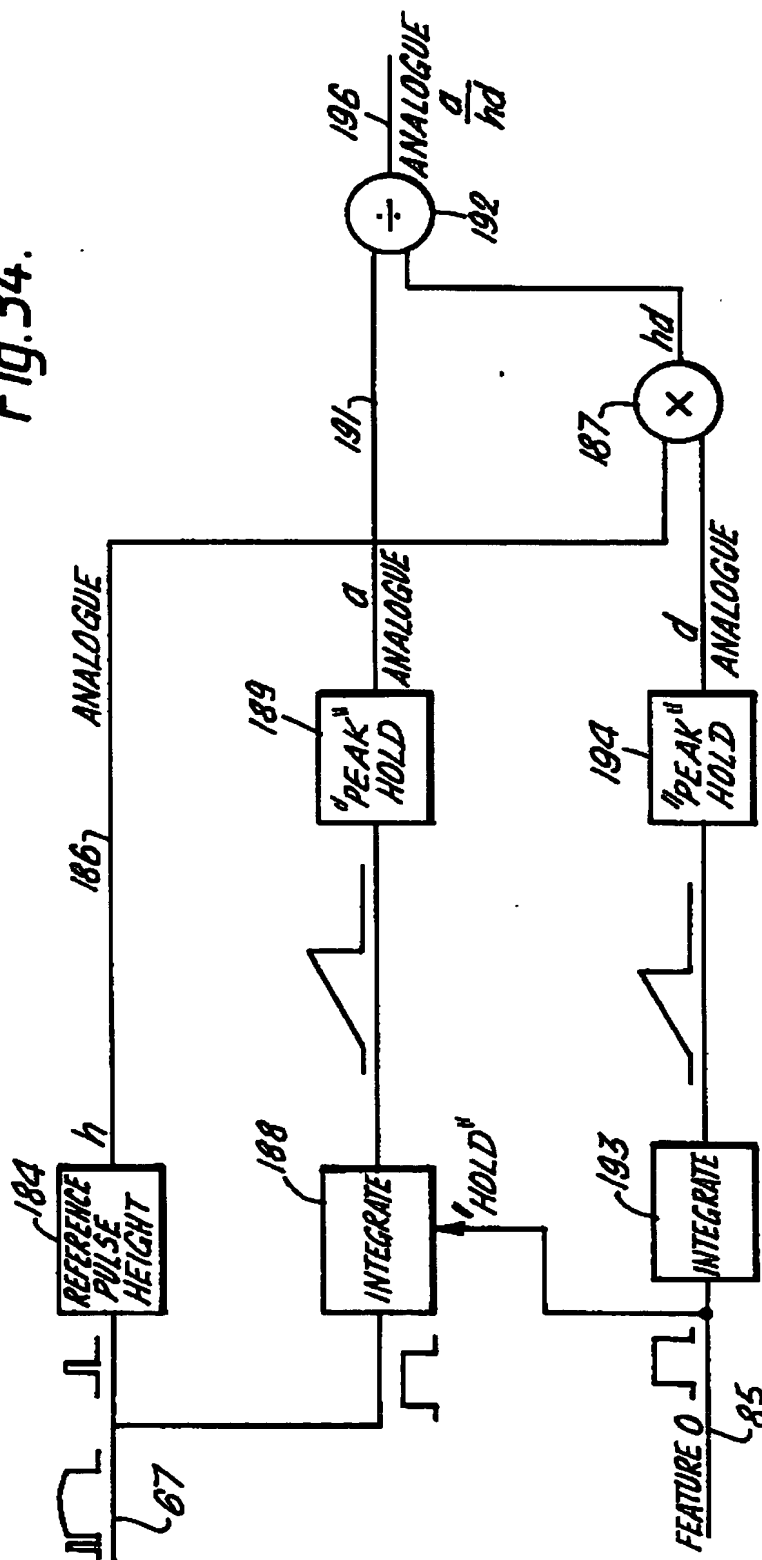 Fig.34.
67
184
REFERENCE
PULSE
HEIGHT
h
186
ANALOGUE
188
INTEGRATE
"HOLD"
189
"PEAK"
HOLD
a
ANALOGUE
191
192
÷
196
ANALOGUE
a
hd
FEATURE O
85
193
INTEGRATE
194
"PEAK"
HOLD
d
ANALOGUE
187
×
hd